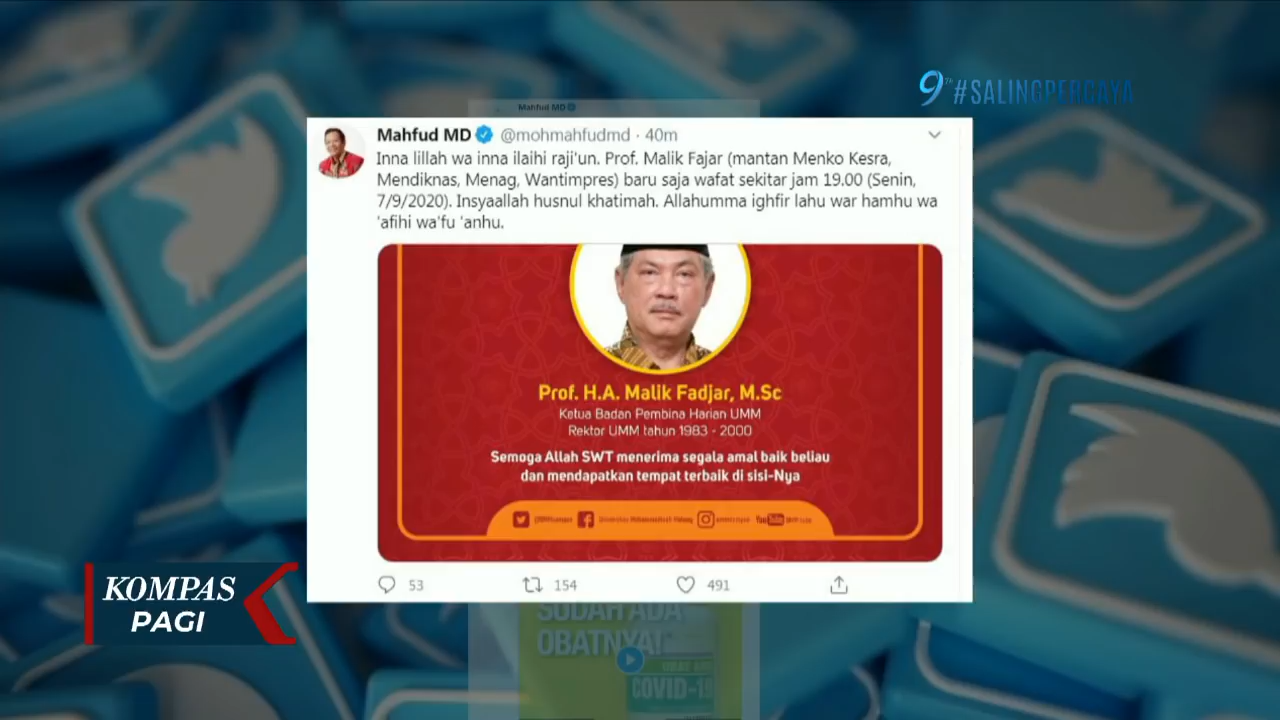 9Th #SALINGPERCAYA
Mahfud MD
Mahfud MD @mohmahfudmd · 40m
Inna lillah wa inna ilaihi raji'un. Prof. Malik Fajar (mantan Menko Kesra,
Mendiknas, Menag, Wantimpres) baru saja wafat sekitar jam 19.00 (Senin,
7/9/2020). Insyaallah husnul khatimah. Allahumma ighfir lahu war hamhu wa
'afihi wa'fu 'anhu.
Prof. H.A. Malik Fadjar, M.Sc
Ketua Badan Pembina Harian UMM
Rektor UMM tahun 1983 - 2000
Semoga Allah SWT menerima segala amal baik beliau
dan mendapatkan tempat terbaik di sisi-Nya
YouTube
53 154 491
KOMPAS
PAGI
SUDAH ADA
OBATNYA!
COVID-19